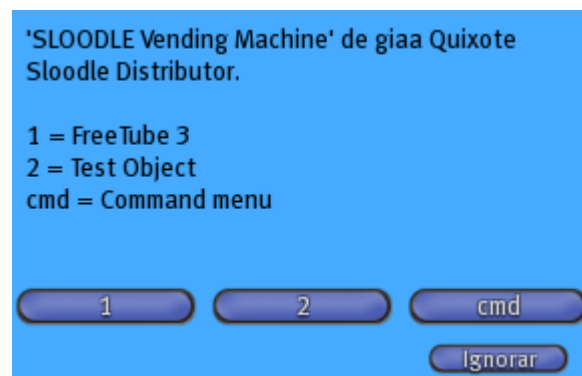 'SLOODLE Vending Machine' de giaa Quixote
Sloodle Distributor.
1 = FreeTube 3
2 = Test Object
cmd = Command menu
1 2 cmd
Ignorar